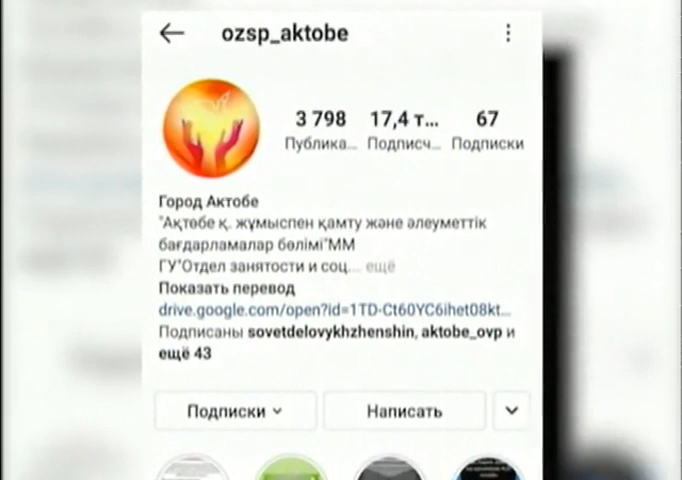 ozsp_aktobe
3 798 17,4 т... 67
Публика... Подписч... Подписки
Город Актобе
"Ақтөбе қ. жұмыспен қамту және әлеуметтік
бағдарламалар бөлімі"ММ
ГУ"Отдел занятости и соц... ещё
Показать перевод
drive.google.com/open?id=1TD-Ct60YC6ihet08kt...
Подписаны sovetdelovykhzhenshin, aktobe_ovp и
ещё 43
Подписки Написать